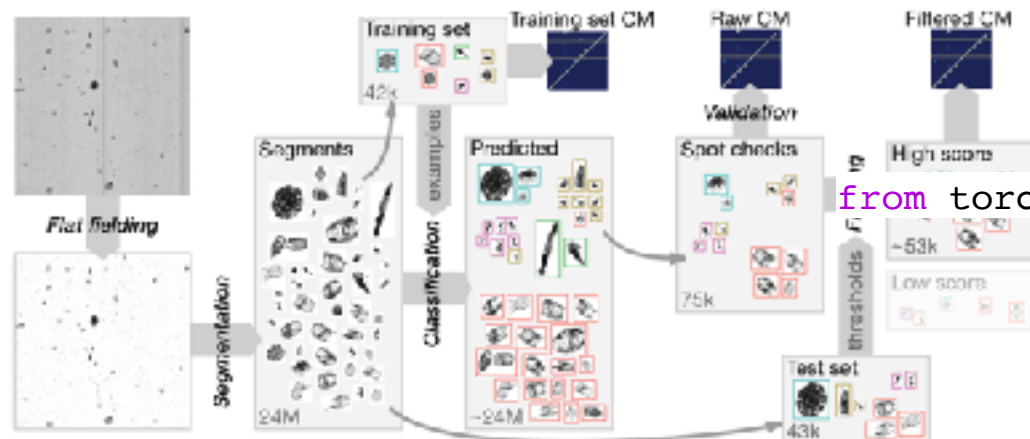 Training set
42k
Training set CM
Raw CM
Filtered CM
Flat fielding
Segmentation
Segments
24M
examples
Classification
Predicted
~24M
Validation
Spot checks
75k
thresholds
High score
~53k
Low score
Test set
43k
from torc